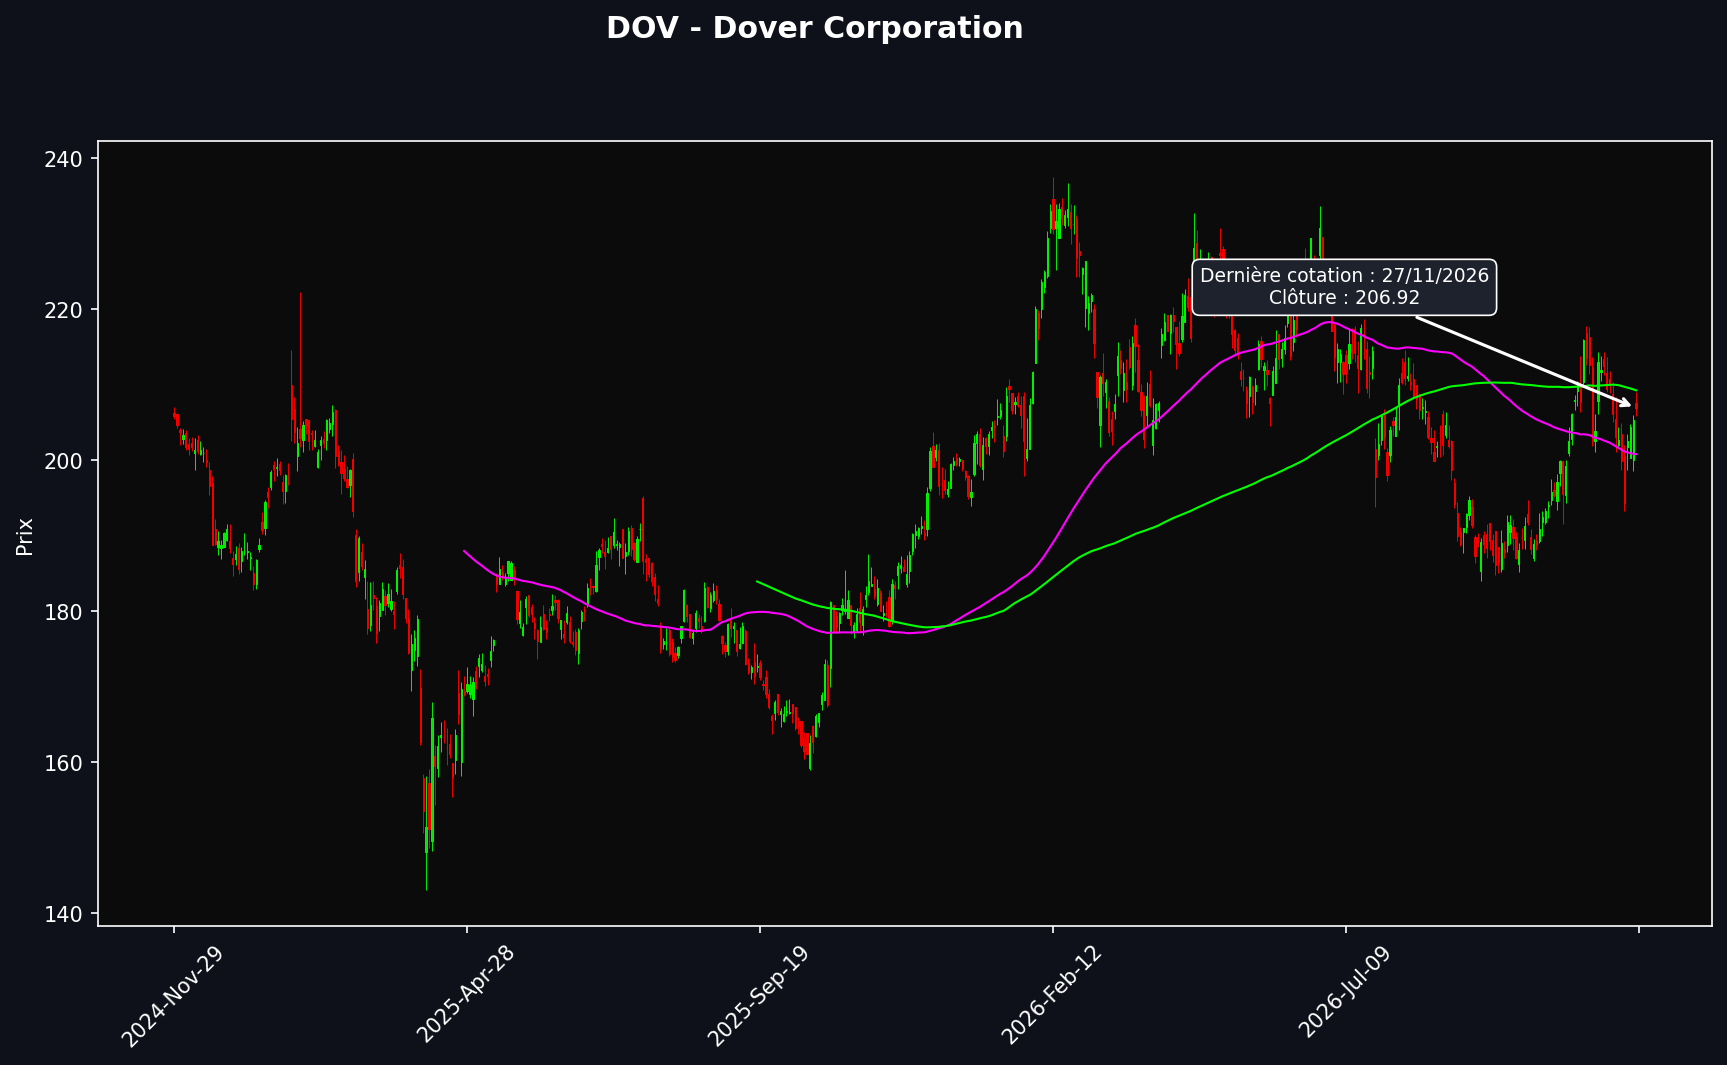 DOV - Dover Corporation
Prix
240
220
200
180
160
140
Dernière cotation : 27/11/2026
Clôture : 206.92
2024-Nov-29
2025-Apr-28
2025-Sep-19
2026-Feb-12
2026-Jul-09